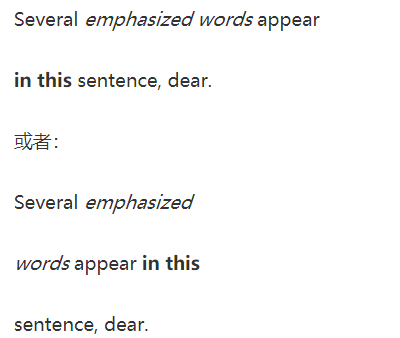 Several emphasized words appear
in this sentence, dear.
或者：
Several emphasized
words appear in this
sentence, dear.